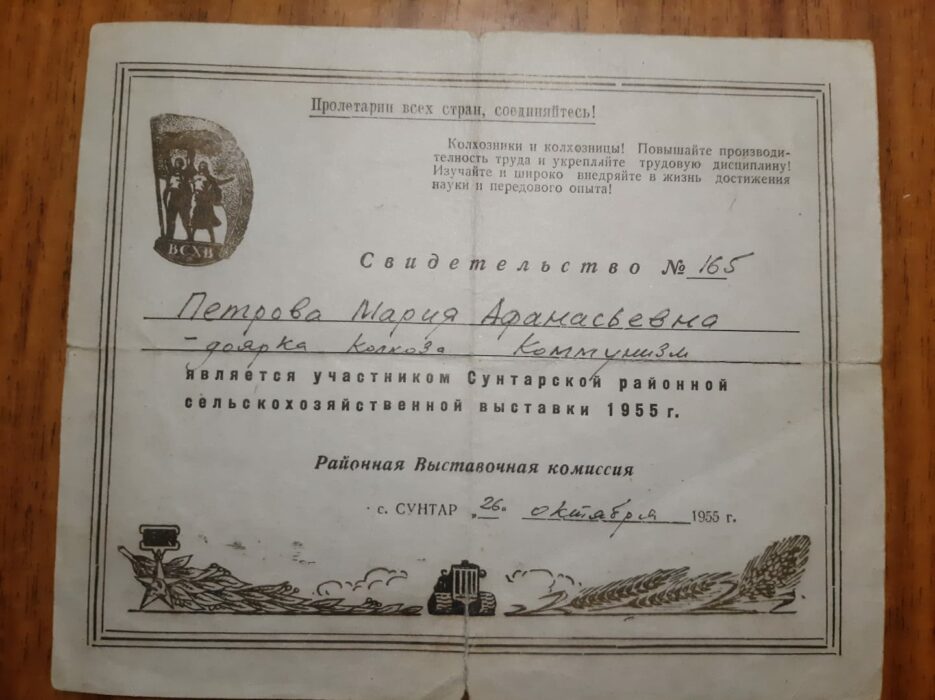 Пролетарии всех стран, соединяйтесь!
Колхозники и колхозницы! Повышайте производи-
телность труда и укрепляйте трудовую дисциплину!
Изучайте и широко внедряйте в жизнь достижения
науки и передового опыта!
ВСХВ
Свидетельство № 165
Петрова Мария Афанасьевна
- доярка колхоза Коммунизм
является участником Сунтарской районной
сельскохозяйственной выставки 1955 г.
Районная Выставочная комиссия
с. СУНТАР „26" октября 1955 г.